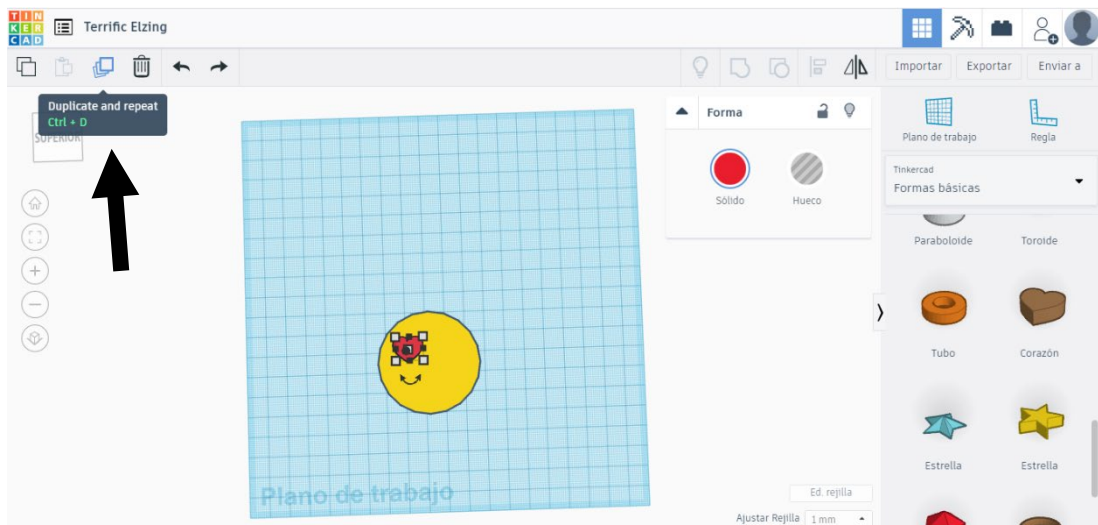 TIN
KER
CAD
Terrific Elzing
Importar
Exportar
Enviar a
Duplicate and repeat
Ctrl + D
SUPERIOR
Forma
Sólido
Hueco
Plano de trabajo
Regla
Tinkercad
Formas básicas
Paraboloide
Toroide
Tubo
Corazón
Estrella
Estrella
Plano de trabajo
Ed. rejilla
Ajustar Rejilla
1 mm